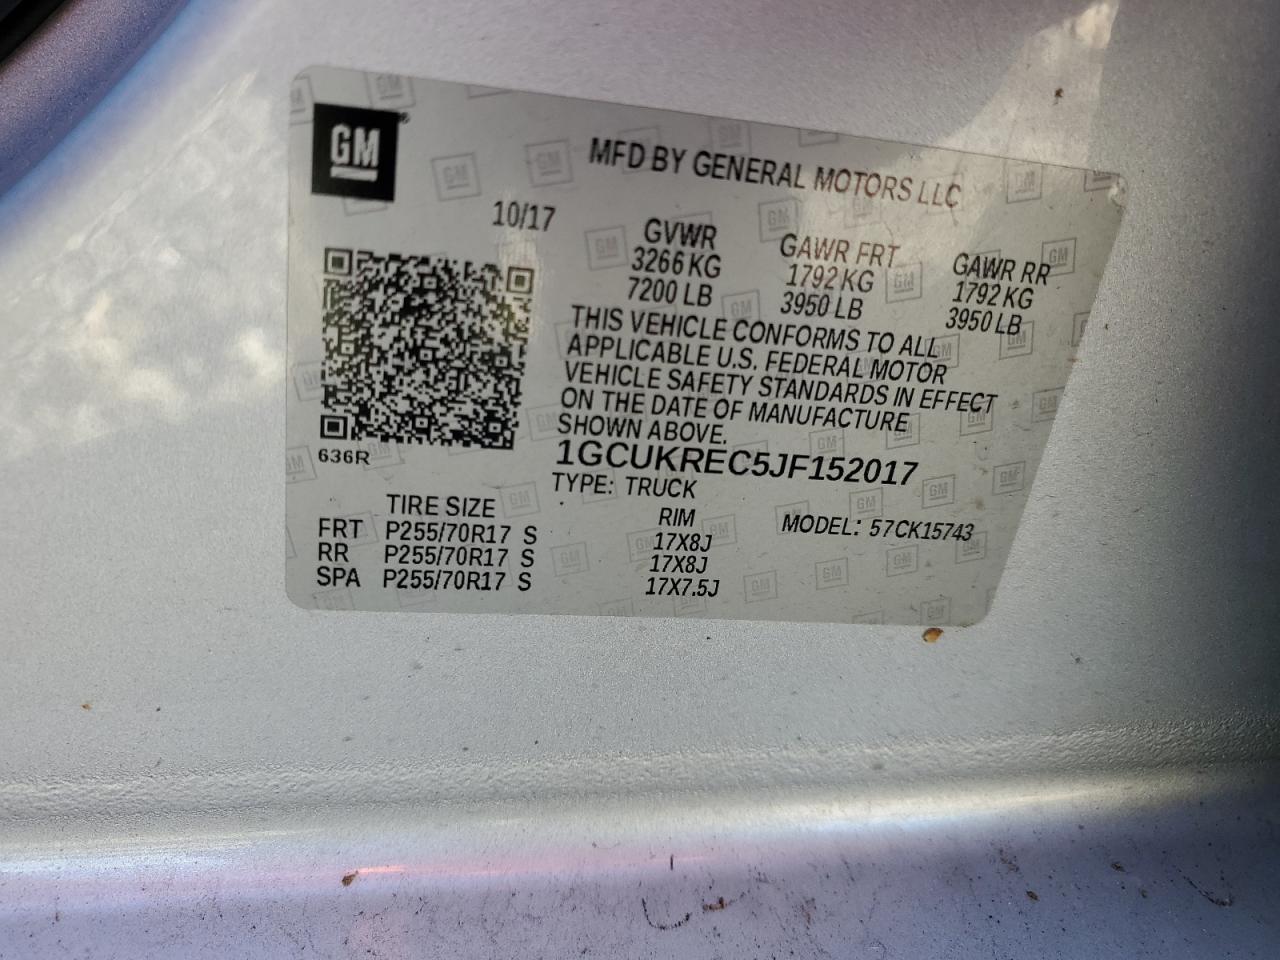 GM
MFD BY GENERAL MOTORS LLC
10/17
GVWR
3266 KG
7200 LB
GAWR FRT
1792 KG
3950 LB
GAWR RR
1792 KG
3950 LB
THIS VEHICLE CONFORMS TO ALL
APPLICABLE U.S. FEDERAL MOTOR
VEHICLE SAFETY STANDARDS IN EFFECT
ON THE DATE OF MANUFACTURE
SHOWN ABOVE.
636R
1GCUKREC5JF152017
TYPE: TRUCK
TIRE SIZE RIM MODEL: 57CK15743
FRT P255/70R17 S 17X8J
RR P255/70R17 S 17X8J
SPA P255/70R17 S 17X7.5J